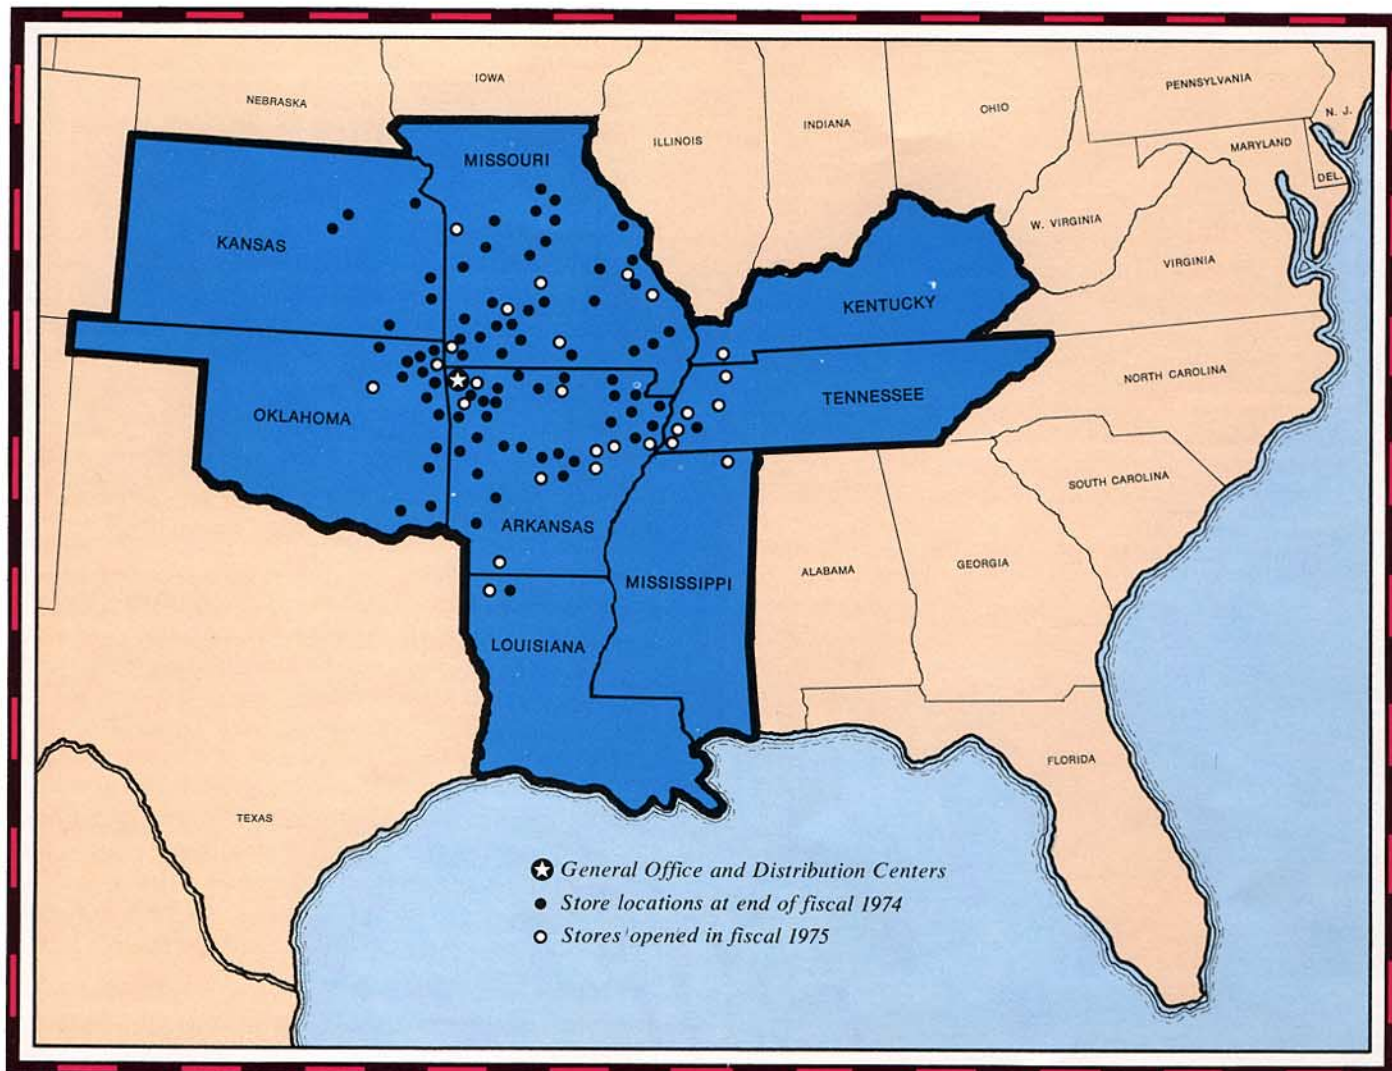 IOWA
NEBRASKA
PENNSYLVANIA
OHIO
N. J.
INDIANA
ILLINOIS
MARYLAND
MISSOURI
DEL.
W. VIRGINIA
KANSAS
VIRGINIA
KENTUCKY
NORTH CAROLINA
TENNESSEE
OKLAHOMA
SOUTH CAROLINA
ARKANSAS
GEORGIA
ALABAMA
MISSISSIPPI
LOUISIANA
FLORIDA
TEXAS
General Office and Distribution Centers
Store locations at end of fiscal 1974
Stores opened in fiscal 1975